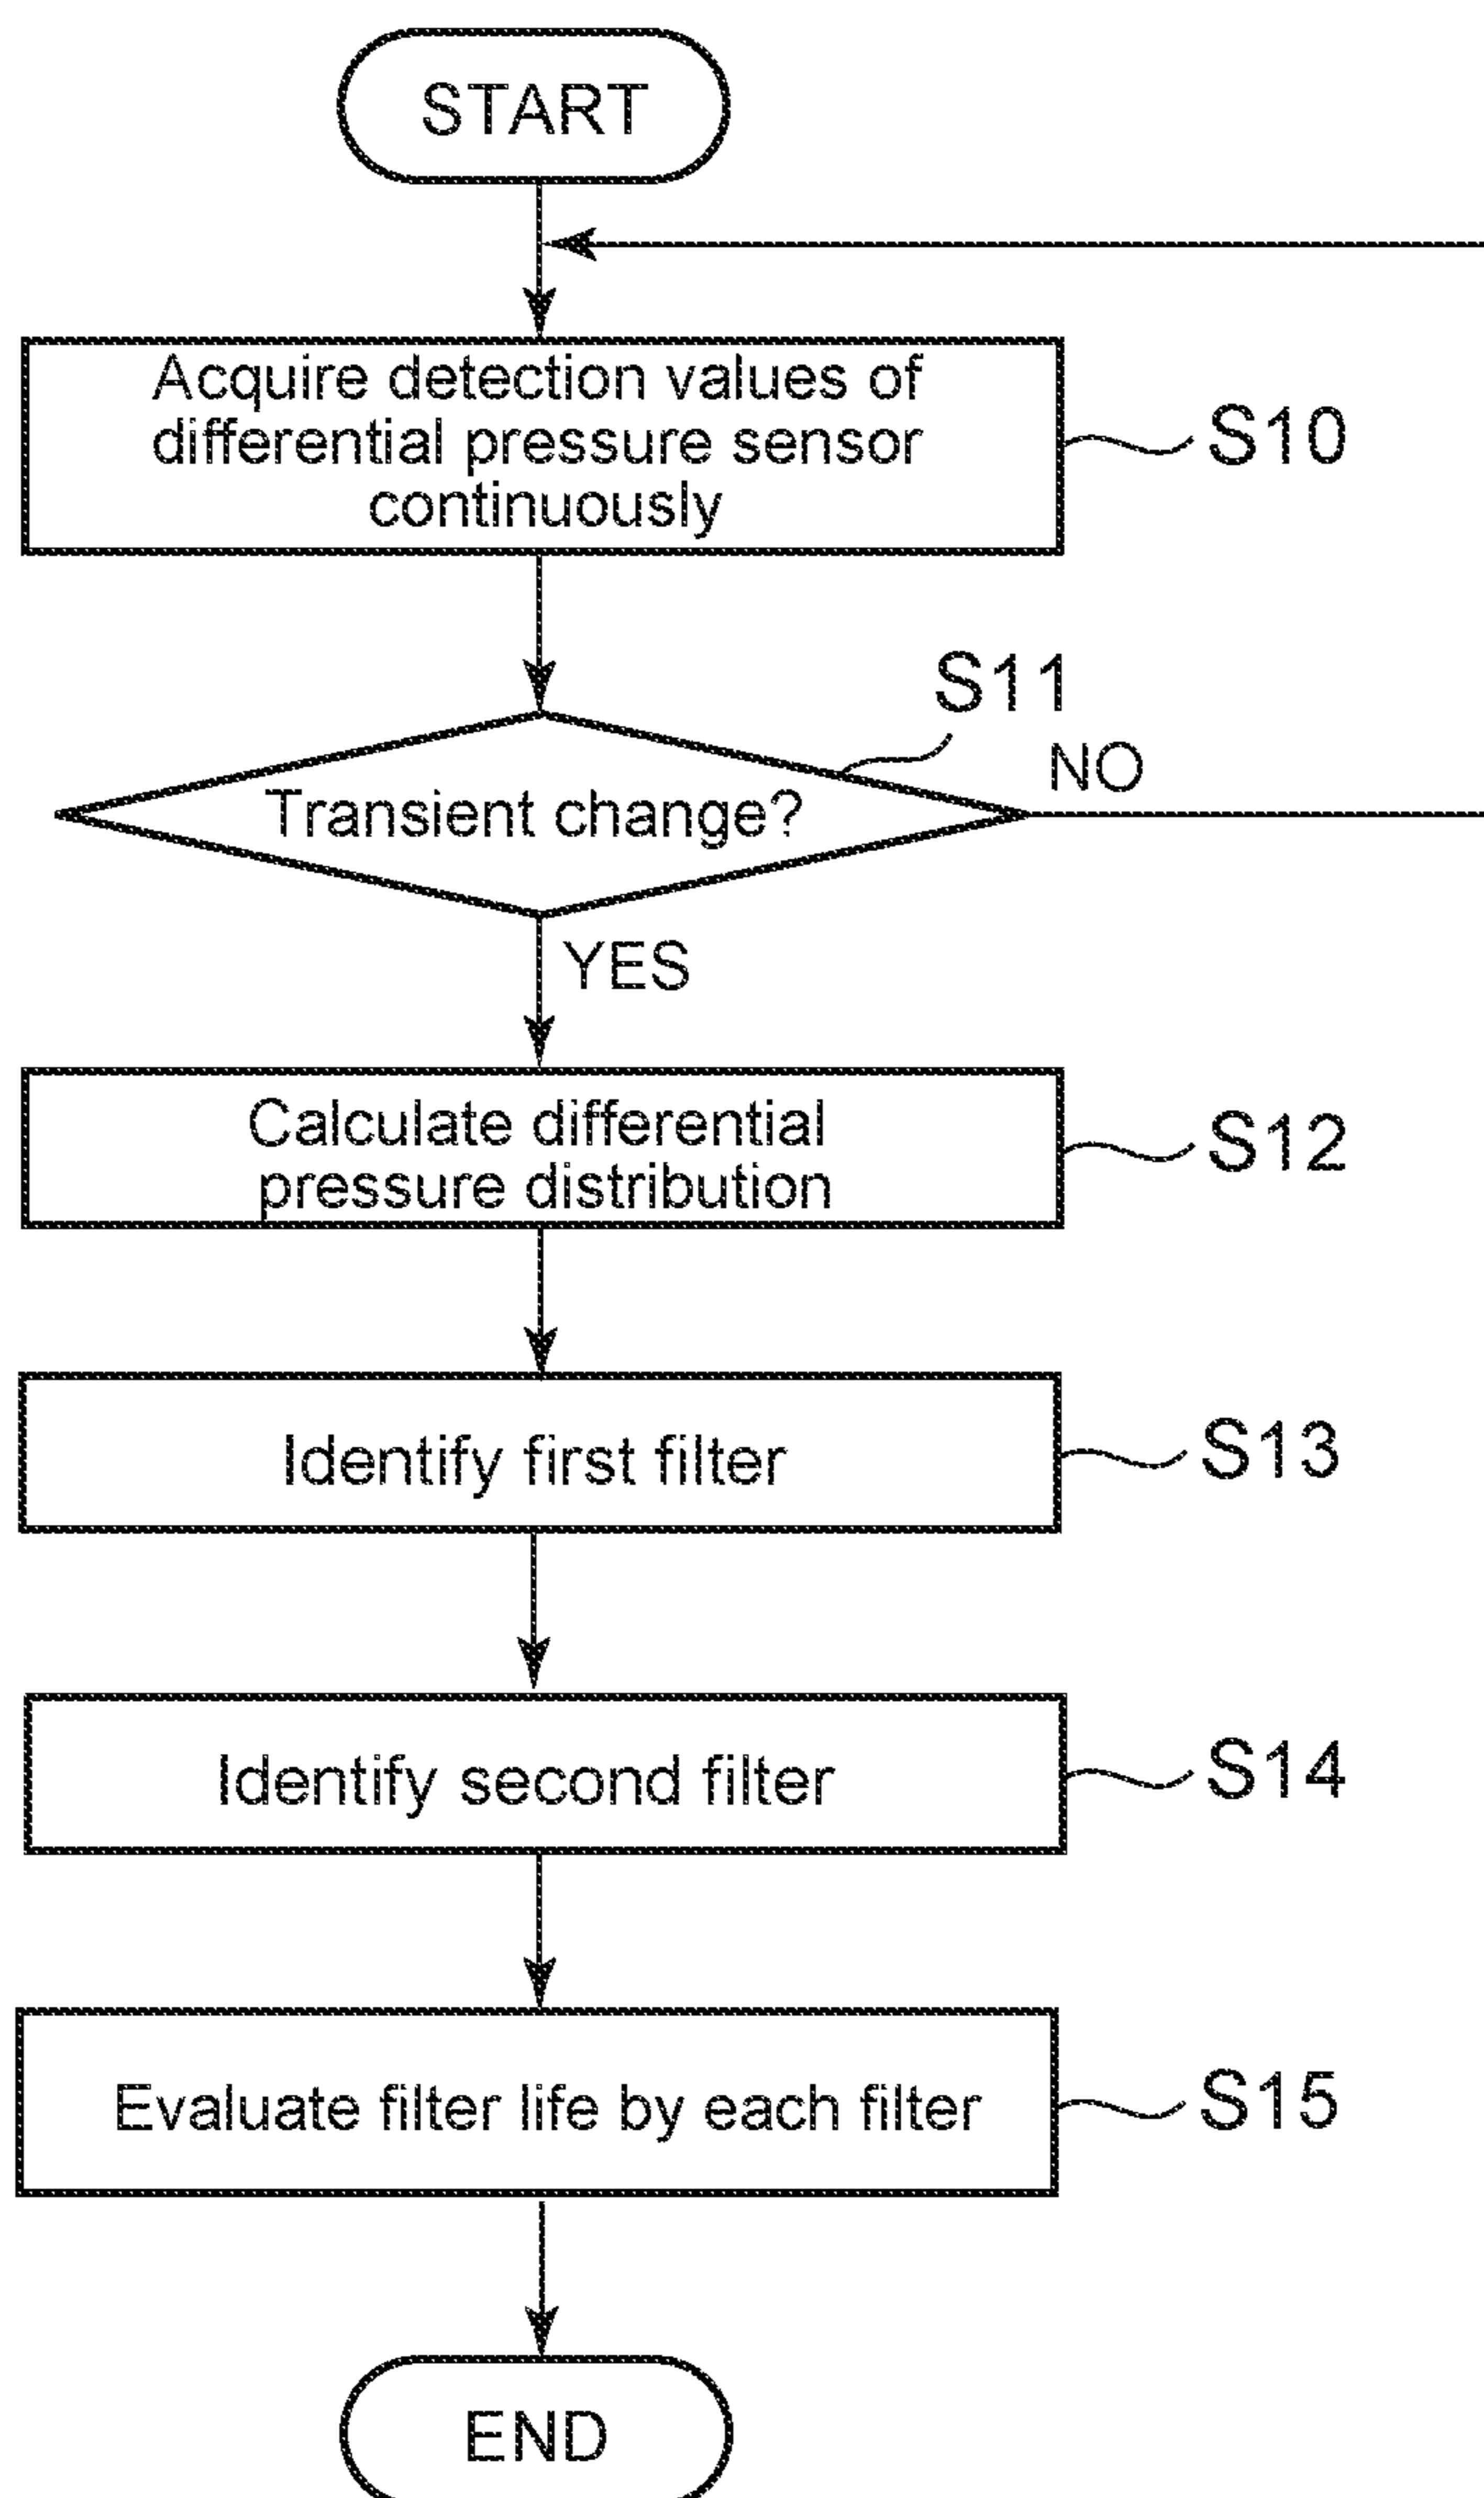 START
Acquire detection values of
differential pressure sensor
continuously
S10
S11
Transient change?
NO
YES
Calculate differential
pressure distribution
S12
Identify first filter
S13
Identify second filter
S14
Evaluate filter life by each filter
S15
END